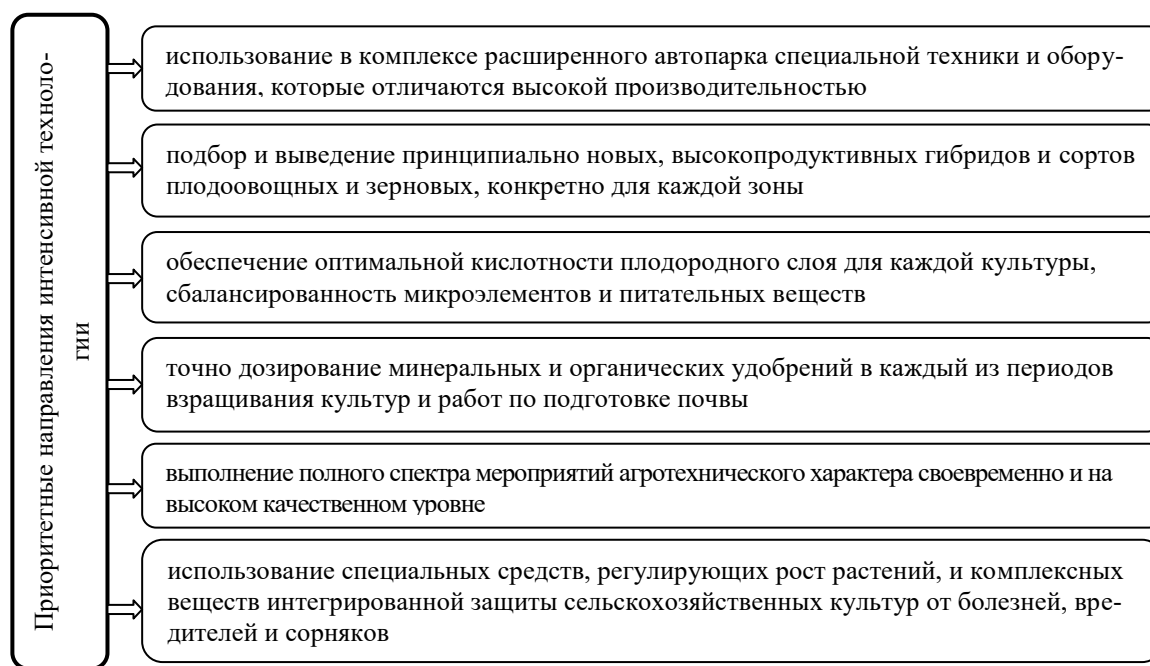 Приоритетные направления интенсивной техноло-
гии
использование в комплексе расширенного автопарка специальной техники и обору-
дования, которые отличаются высокой производительностью
подбор и выведение принципиально новых, высокопродуктивных гибридов и сортов
плодоовощных и зерновых, конкретно для каждой зоны
обеспечение оптимальной кислотности плодородного слоя для каждой культуры,
сбалансированность микроэлементов и питательных веществ
точно дозирование минеральных и органических удобрений в каждый из периодов
взращивания культур и работ по подготовке почвы
выполнение полного спектра мероприятий агротехнического характера своевременно и на
высоком качественном уровне
использование специальных средств, регулирующих рост растений, и комплексных
веществ интегрированной защиты сельскохозяйственных культур от болезней, вре-
дителей и сорняков